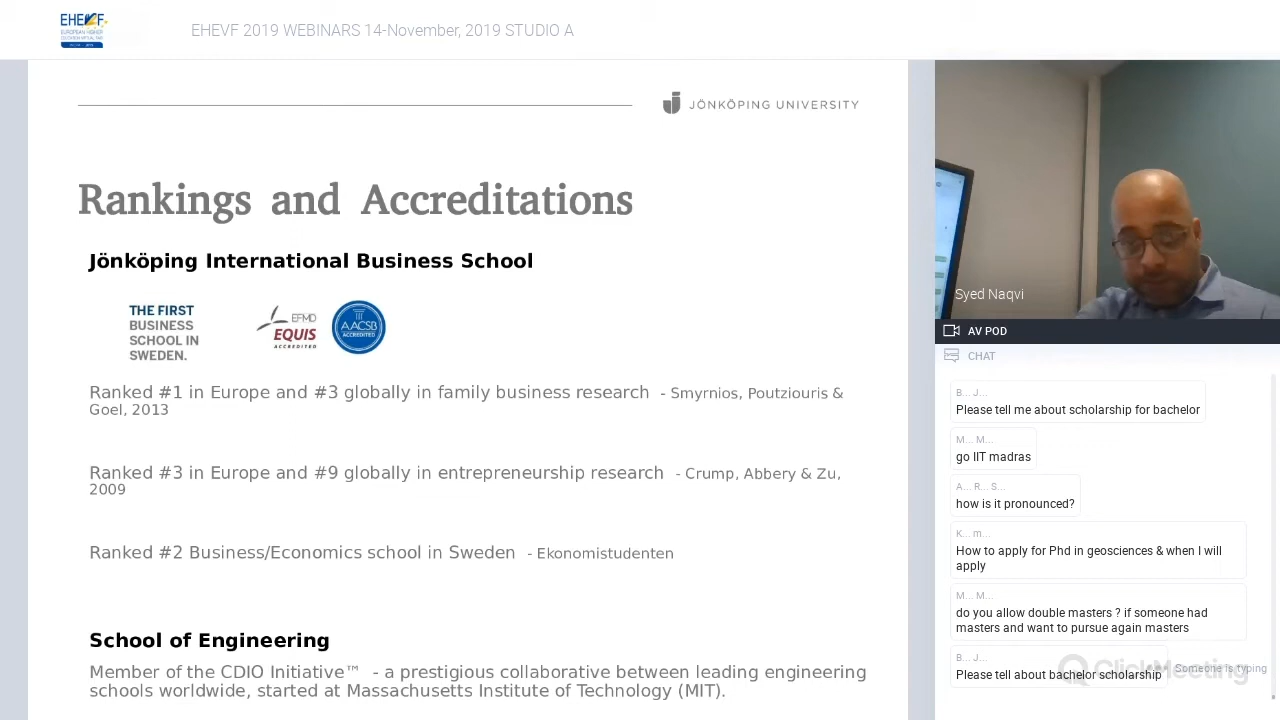 EHEVF
EUROPEAN HIGHER
EHEVF 2019 WEBINARS 14-November, 2019 STUDIO A
JÖNKÖPING UNIVERSITY
Rankings and Accreditations
Jönköping International Business School
THE FIRST
BUSINESS
SCHOOL IN
SWEDEN.
EFMD
EQUIS
ACCREDITED
AACSB
ACCREDITED
Ranked #1 in Europe and #3 globally in family business research - Smyrnios, Poutziouris &
Goel, 2013
Ranked #3 in Europe and #9 globally in entrepreneurship research - Crump, Abbery & Zu,
2009
Ranked #2 Business/Economics school in Sweden - Ekonomistudenten
School of Engineering
Member of the CDIO Initiative™ - a prestigious collaborative between leading engineering
schools worldwide, started at Massachusetts Institute of Technology (MIT).
Syed Naqvi
AV POD
CHAT
B... J...
Please tell me about scholarship for bachelor
M... M...
go IIT madras
A... R... S...
how is it pronounced?
K... m...
How to apply for Phd in geosciences & when I will
apply
M... M...
do you allow double masters ? if someone had
masters and want to pursue again masters
B... J...
Please tell about bachelor scholarship
ClickMeeting
Someone is typing